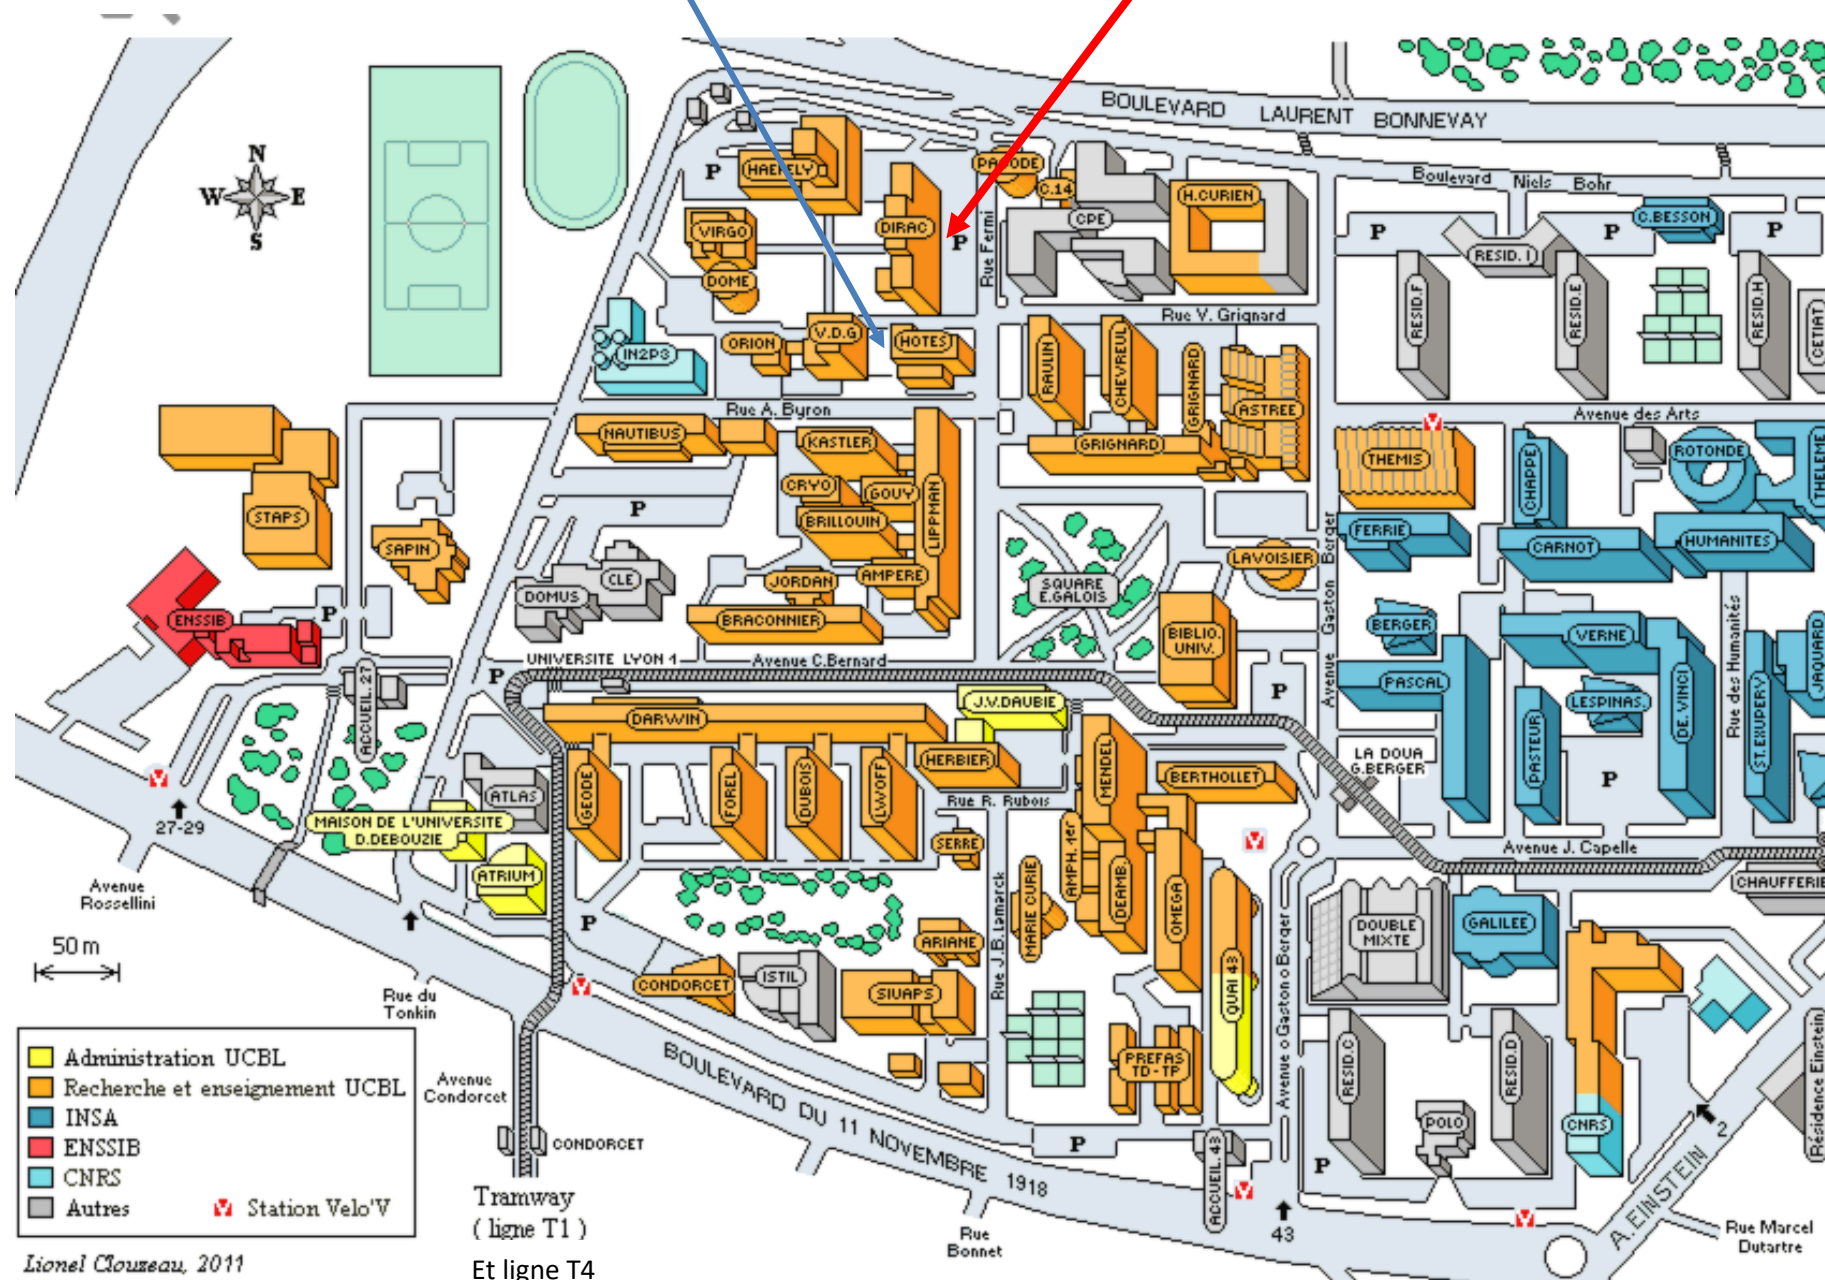 BOULEVARD LAURENT BONNEVAY
Boulevard Niels Bohr
N
W E
S
P
HAEFELY
PAGODE
C.14
CPE
H.CURIEN
VIRGO
DIRAC
P
Rue Fermi
DOME
P
RESID. I
P
C.BESSON
P
RESID.F
RESID.E
RESID.H
CETIAT
Rue V. Grignard
IN2P3
ORION
V.D.G
HOTES
RAULIN
CHEVREUL
GRIGNARD
ASTREE
GRIGNARD
Rue A. Byron
Avenue des Arts
NAUTIBUS
KASTLER
CRYO
GOUY
BRILLOUIN
LIPPMAN
AMPERE
JORDAN
BRACONNIER
P
THEMIS
CHAPPE
ROTONDE
THELEME
FERRIE
CARNOT
HUMANITES
STAPS
SAPIN
DOMUS
CLE
ENSSIB
P
SQUARE
E.GALOIS
LAVOISIER
BIBLIO.
UNIV.
Avenue Gaston Berger
BERGER
VERNE
PASCAL
LESPINAS.
PASTEUR
DE. VINCI
Rue des Humanités
ST.EXUPERY
JAQUARD
P
UNIVERSITE LYON 1
Avenue C.Bernard
P
P
ACCUEIL. 27
DARWIN
J.V.DAUBIE
HERBIER
GEODE
FOREL
DUBOIS
LWOFF
MENDEL
BERTHOLLET
LA DOUA
G.BERGER
Rue R. Rubois
Avenue J. Capelle
CHAUFFERIE
ATLAS
MAISON DE L'UNIVERSITE
D.DEBOUZIE
ATRIUM
27-29
Avenue
Rossellini
SERRE
Rue J.B. Lamarck
MARIE CURIE
AMPH. 1er
DEAMB.
OMEGA
QUAI 43
Avenue Gaston Berger
DOUBLE
MIXTE
GALILEE
P
ARIANE
CONDORCET
ISTIL
SIUAPS
PREFAS
TD-TP
RESID.C
RESID.D
POLO
CNRS
Résidence Einstein
50 m
Rue du
Tonkin
Avenue
Condorcet
CONDORCET
BOULEVARD DU 11 NOVEMBRE 1918
P
ACCUEIL. 43
P
43
2
A. EINSTEIN
Rue
Bonnet
Rue Marcel
Dutartre
Administration UCBL
Recherche et enseignement UCBL
INSA
ENSSIB
CNRS
Autres
Station Velo'V
Tramway
( ligne T1 )
Et ligne T4
Lionel Clouzeau, 2011